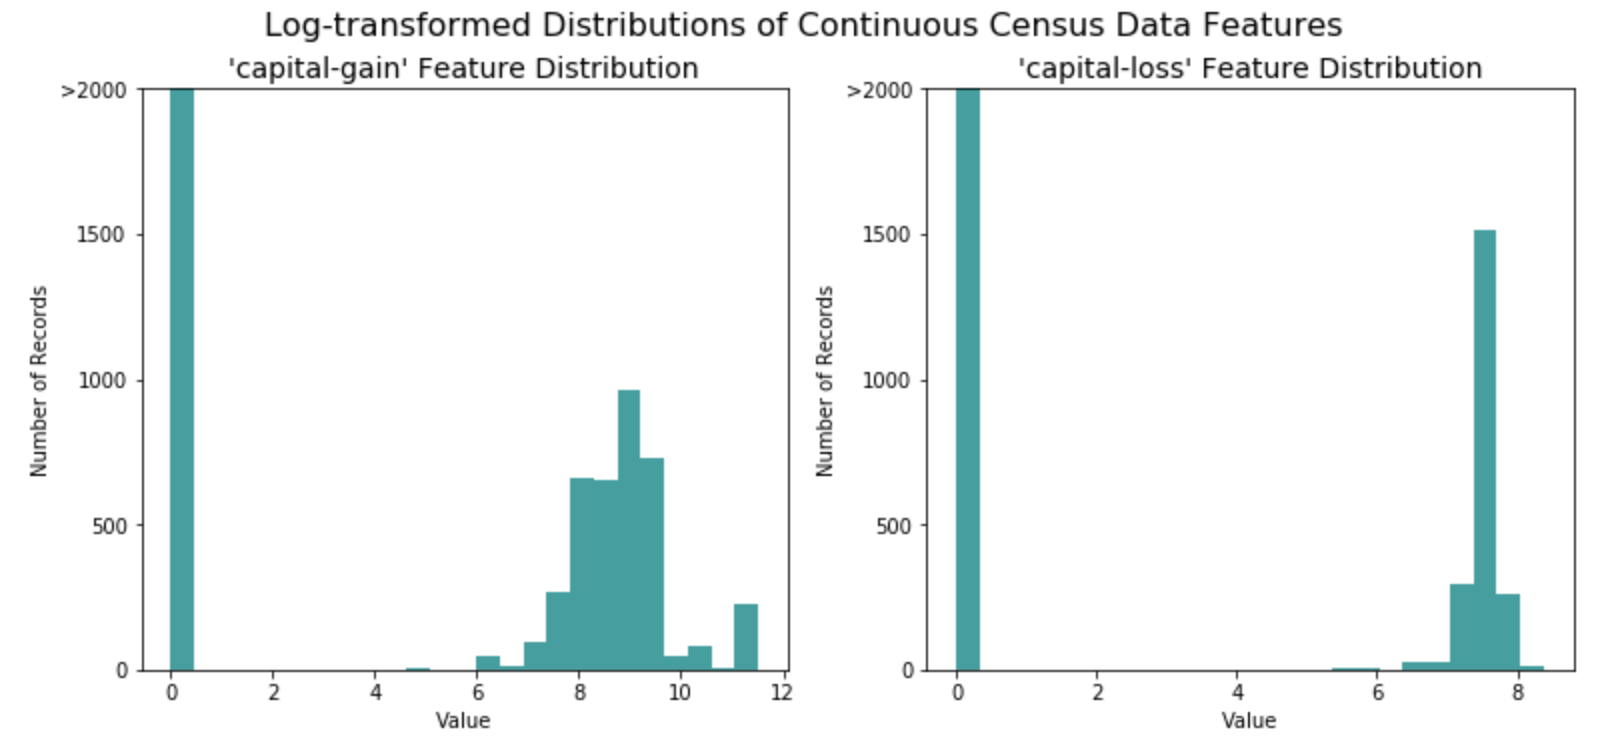 Log-transformed Distributions of Continuous Census Data Features
'capital-gain' Feature Distribution
Number of Records
>2000
1500
1000
500
0
0 2 4 6 8 10 12
Value
'capital-loss' Feature Distribution
Number of Records
>2000
1500
1000
500
0
0 2 4 6 8
Value